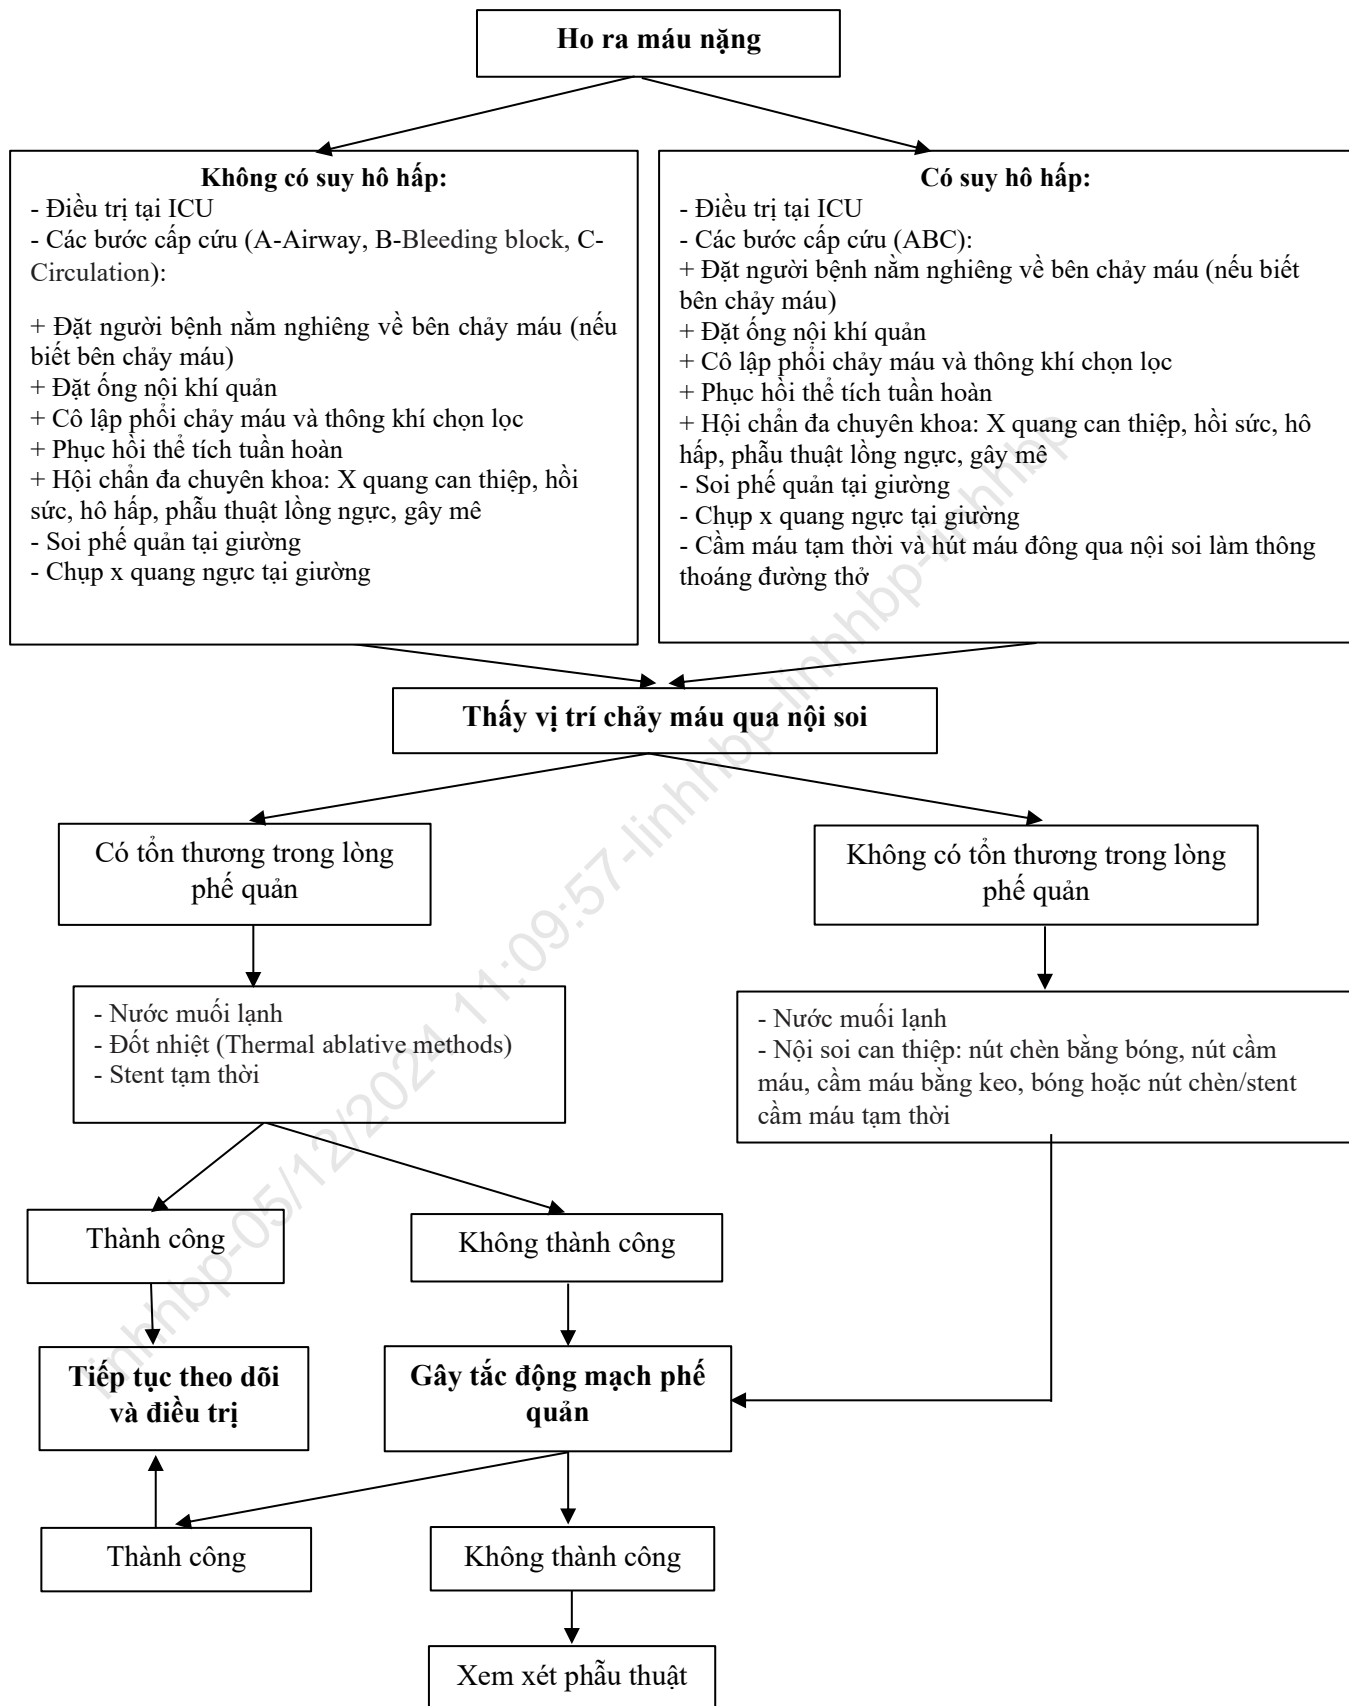 Ho ra máu nặng
Không có suy hô hấp:
- Điều trị tại ICU
- Các bước cấp cứu (A-Airway, B-Bleeding block, C-
Circulation):
+ Đặt người bệnh nằm nghiêng về bên chảy máu (nếu
biết bên chảy máu)
+ Đặt ống nội khí quản
+ Cô lập phổi chảy máu và thông khí chọn lọc
+ Phục hồi thể tích tuần hoàn
+ Hội chẩn đa chuyên khoa: X quang can thiệp, hồi
sức, hô hấp, phẫu thuật lồng ngực, gây mê
- Soi phế quản tại giường
- Chụp x quang ngực tại giường
Có suy hô hấp:
- Điều trị tại ICU
- Các bước cấp cứu (ABC):
+ Đặt người bệnh nằm nghiêng về bên chảy máu (nếu biết
bên chảy máu)
+ Đặt ống nội khí quản
+ Cô lập phổi chảy máu và thông khí chọn lọc
+ Phục hồi thể tích tuần hoàn
+ Hội chẩn đa chuyên khoa: X quang can thiệp, hồi sức, hô
hấp, phẫu thuật lồng ngực, gây mê
- Soi phế quản tại giường
- Chụp x quang ngực tại giường
- Cầm máu tạm thời và hút máu đông qua nội soi làm thông
thoáng đường thở
Thấy vị trí chảy máu qua nội soi
Có tổn thương trong lòng
phế quản
Không có tổn thương trong lòng
phế quản
- Nước muối lạnh
- Đốt nhiệt (Thermal ablative methods)
- Stent tạm thời
- Nước muối lạnh
- Nội soi can thiệp: nút chèn bằng bóng, nút cầm
máu, cầm máu bằng keo, bóng hoặc nút chèn/stent
cầm máu tạm thời
Thành công
Không thành công
Tiếp tục theo dõi
và điều trị
Gây tắc động mạch phế
quản
Thành công
Không thành công
Xem xét phẫu thuật
linhhbp-05/12/2024 11:09:57-linhhbp-linhhbp-linhhbp